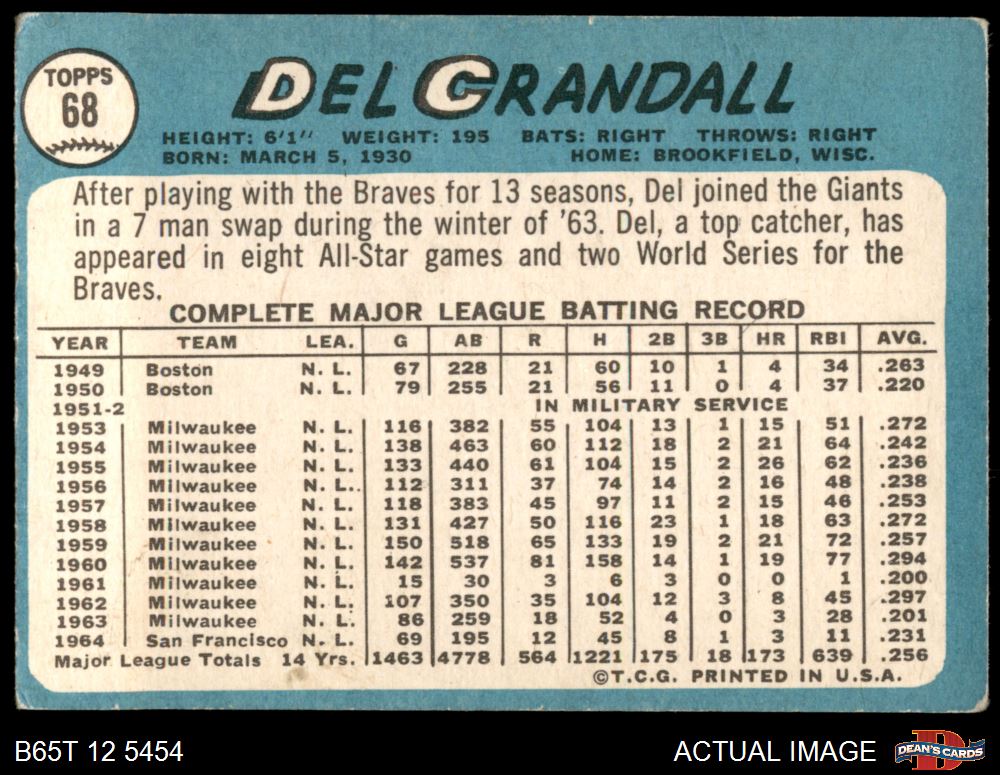 TOPPS
68
DEL CRANDALL
HEIGHT: 6'1" WEIGHT: 195 BATS: RIGHT THROWS: RIGHT
BORN: MARCH 5, 1930 HOME: BROOKFIELD, WISC.
After playing with the Braves for 13 seasons, Del joined the Giants
in a 7 man swap during the winter of '63. Del, a top catcher, has
appeared in eight All-Star games and two World Series for the
Braves.
COMPLETE MAJOR LEAGUE BATTING RECORD
YEAR TEAM LEA. G AB R H 2B 3B HR RBI AVG.
1949 Boston N. L. 67 228 21 60 10 1 4 34 .263
1950 Boston N. L. 79 255 21 56 11 0 4 37 .220
1951-2 IN MILITARY SERVICE
1953 Milwaukee N. L. 116 382 55 104 13 1 15 51 .272
1954 Milwaukee N. L. 138 463 60 112 18 2 21 64 .242
1955 Milwaukee N. L. 133 440 61 104 15 2 26 62 .236
1956 Milwaukee N. L.. 112 311 37 74 14 2 16 48 .238
1957 Milwaukee N. L. 118 383 45 97 11 2 15 46 .253
1958 Milwaukee N. L. 131 427 50 116 23 1 18 63 .272
1959 Milwaukee N. L. 150 518 65 133 19 2 21 72 .257
1960 Milwaukee N. L. 142 537 81 158 14 1 19 77 .294
1961 Milwaukee N. L. 15 30 3 6 3 0 0 1 .200
1962 Milwaukee N. L. 107 350 35 104 12 3 8 45 .297
1963 Milwaukee N. L. 86 259 18 52 4 0 3 28 .201
1964 San Francisco N. L. 69 195 12 45 8 1 3 11 .231
Major League Totals 14 Yrs. 1463 4778 564 1221 175 18 173 639 .256
©T.C.G. PRINTED IN U.S.A.
B65T 12 5454 ACTUAL IMAGE
D
DEAN'S CARDS